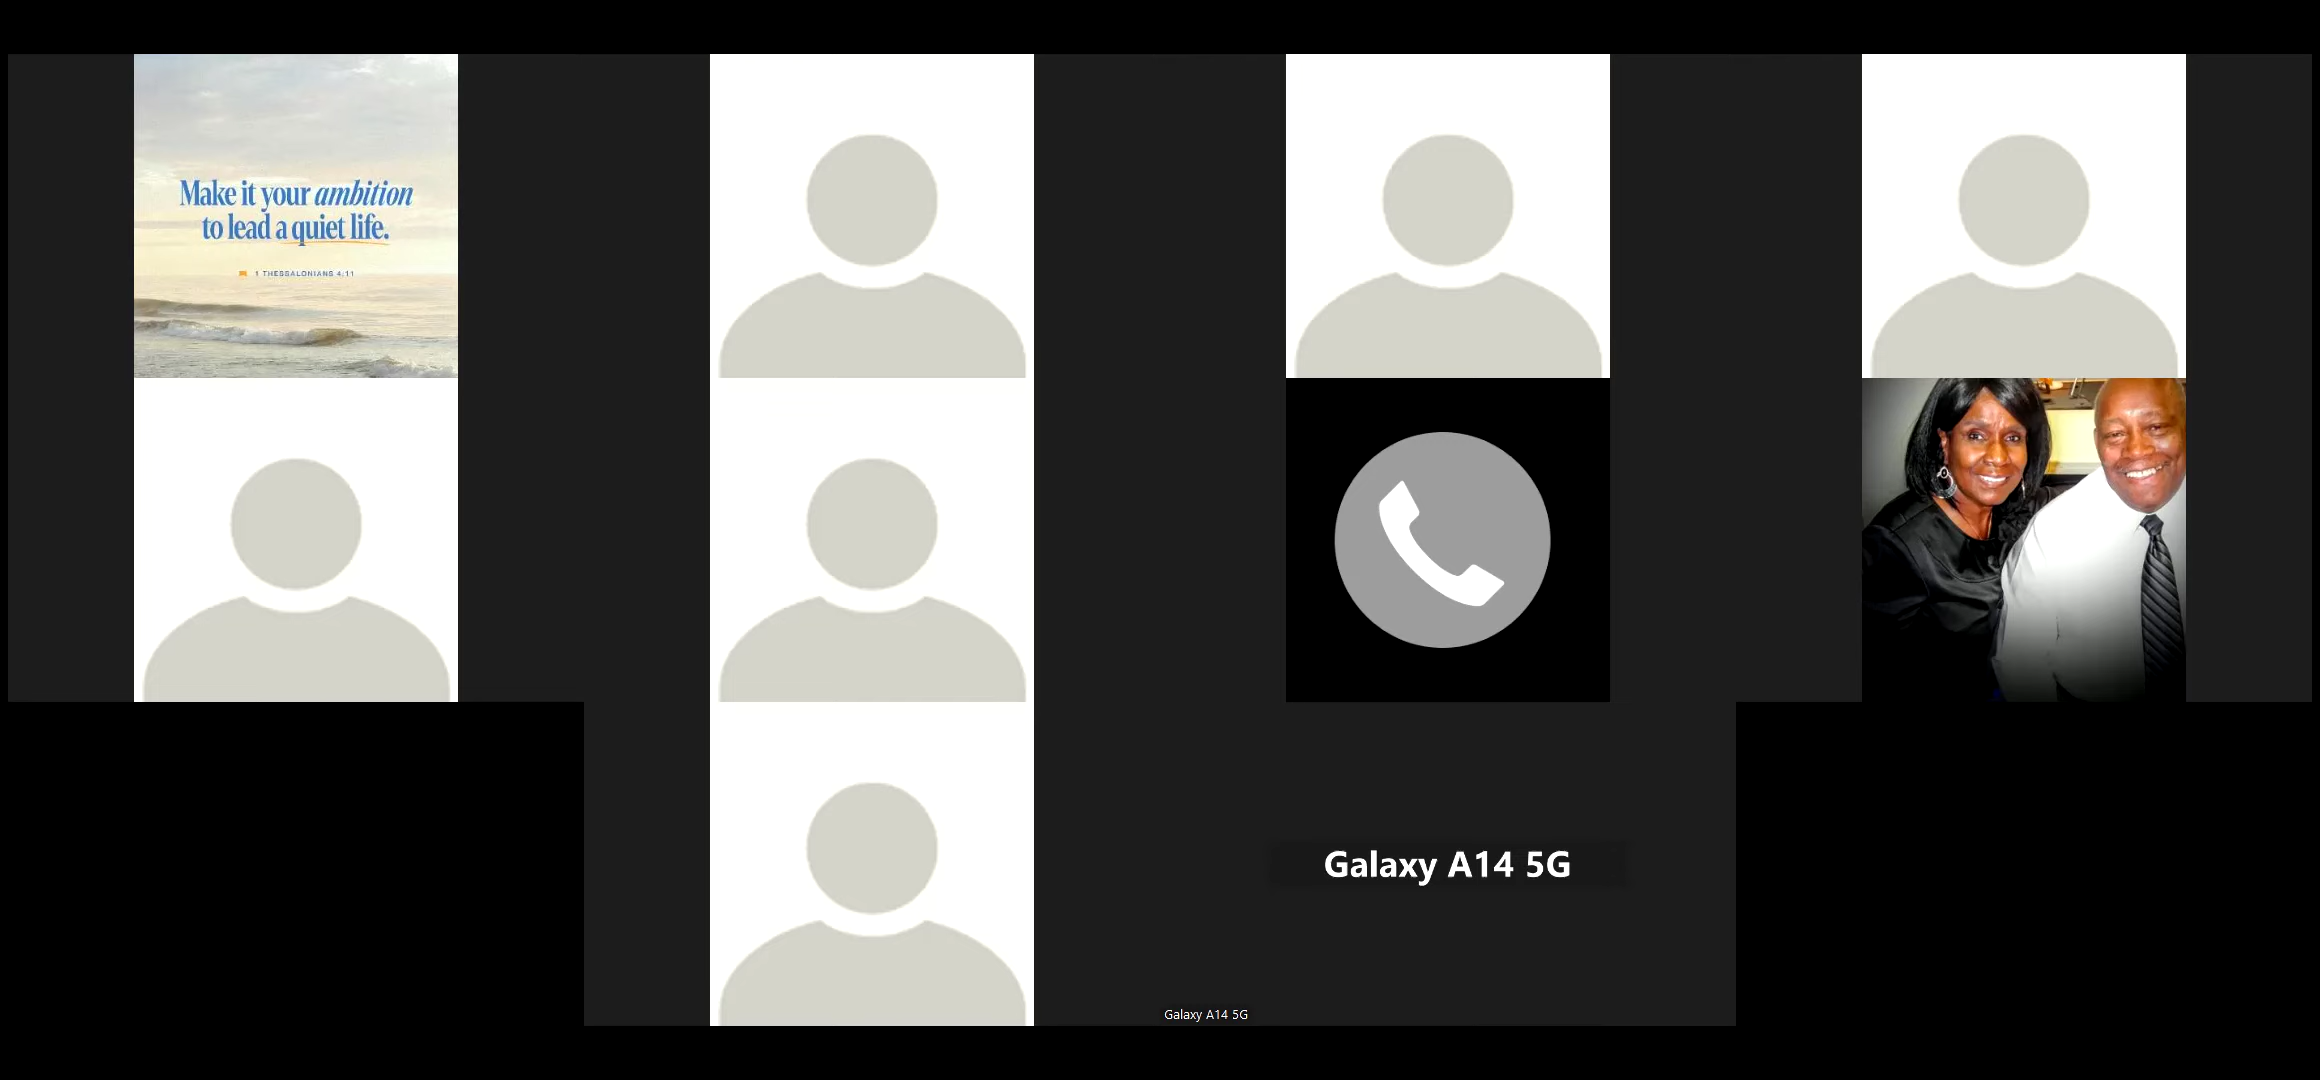 Make it your ambition
to lead a quiet life.
1 THESSALONIANS 4:11
Galaxy A14 5G
Galaxy A14 5G